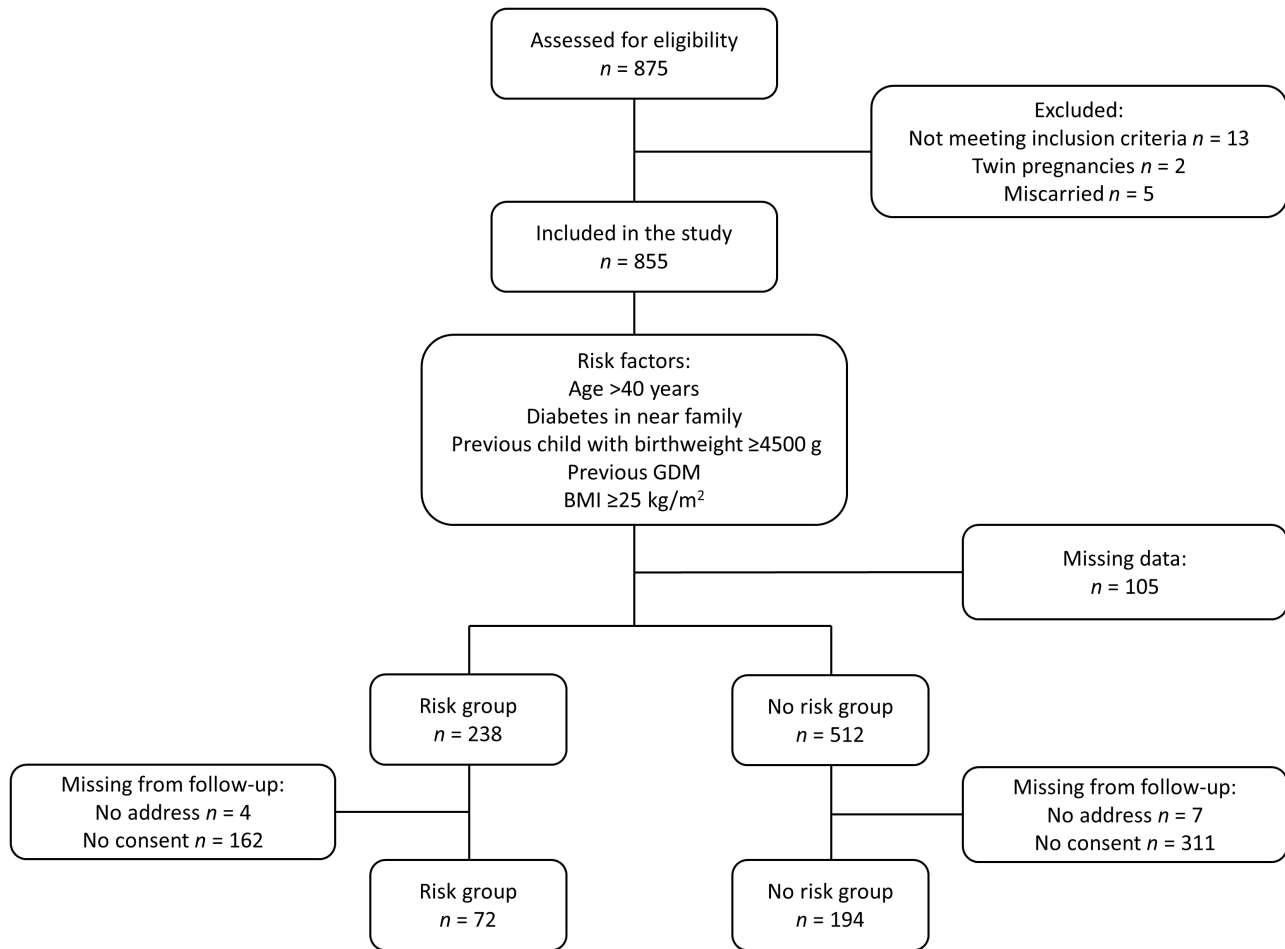 Assessed for eligibility
n = 875
Excluded:
Not meeting inclusion criteria n = 13
Twin pregnancies n = 2
Miscarried n = 5
Included in the study
n = 855
Risk factors:
Age >40 years
Diabetes in near family
Previous child with birthweight ≥4500 g
Previous GDM
BMI ≥25 kg/m²
Missing data:
n = 105
Risk group
n = 238
No risk group
n = 512
Missing from follow-up:
No address n = 4
No consent n = 162
Missing from follow-up:
No address n = 7
No consent n = 311
Risk group
n = 72
No risk group
n = 194